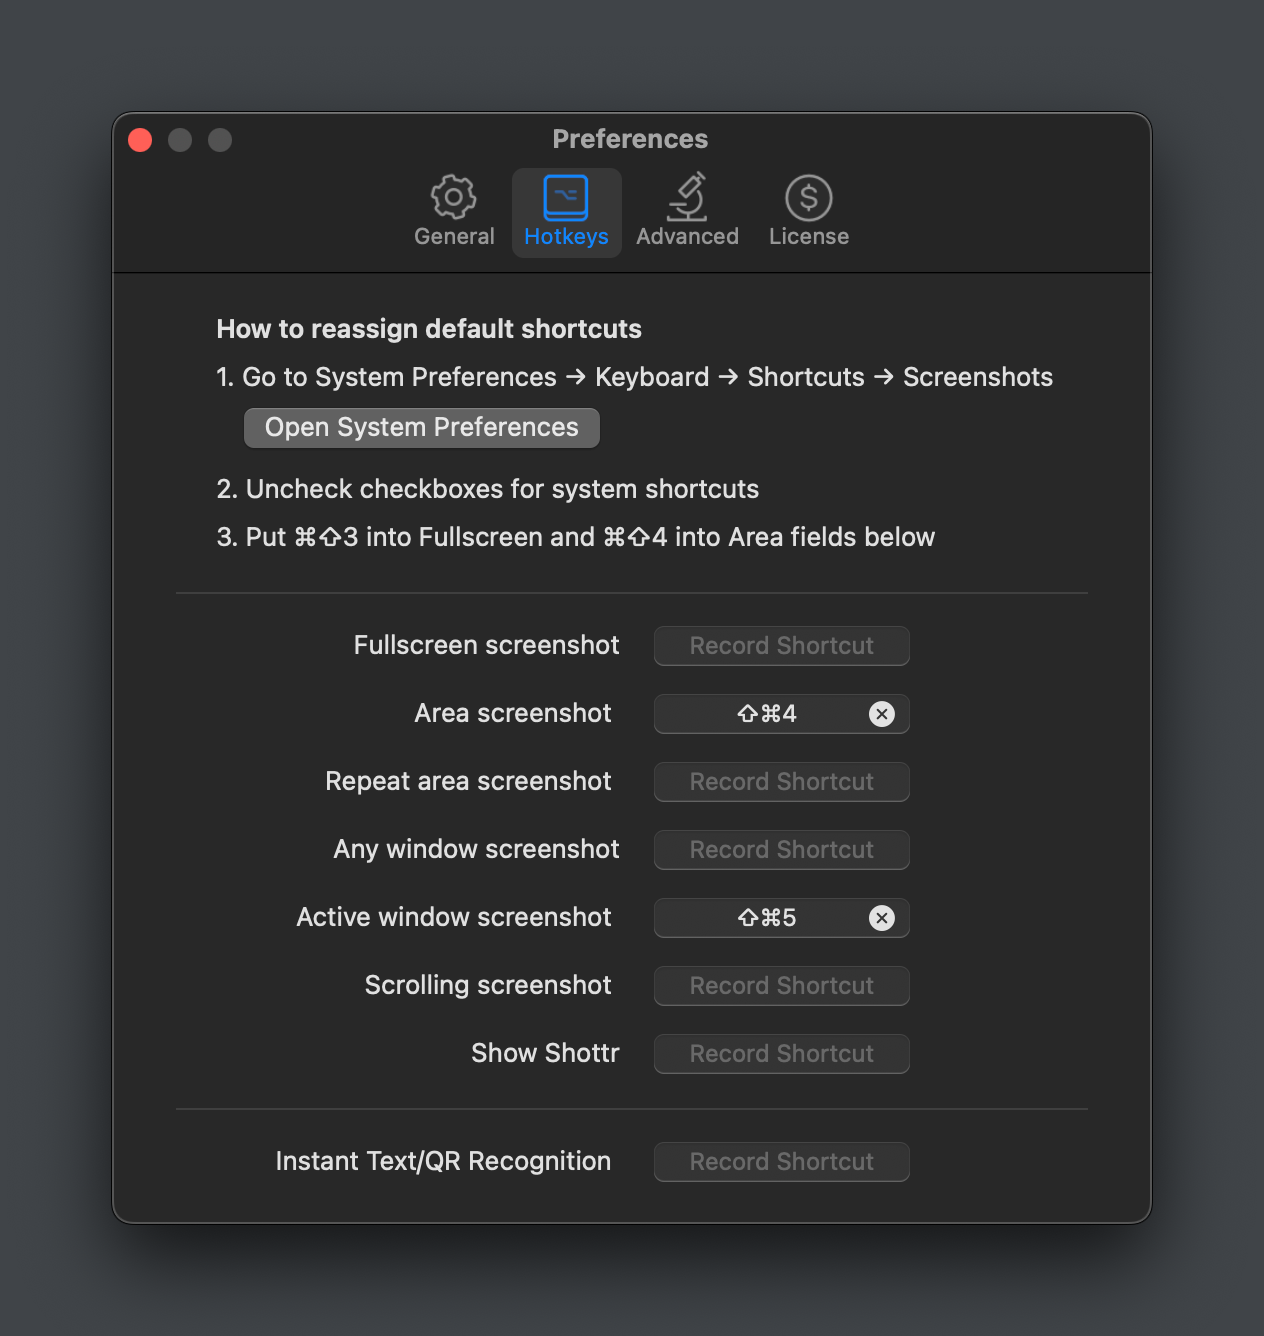 Preferences
General
Hotkeys
Advanced
License
How to reassign default shortcuts
1. Go to System Preferences → Keyboard → Shortcuts → Screenshots
Open System Preferences
2. Uncheck checkboxes for system shortcuts
3. Put ⌘⇧3 into Fullscreen and ⌘⇧4 into Area fields below
Fullscreen screenshot Record Shortcut
Area screenshot ⇧⌘4
Repeat area screenshot Record Shortcut
Any window screenshot Record Shortcut
Active window screenshot ⇧⌘5
Scrolling screenshot Record Shortcut
Show Shottr Record Shortcut
Instant Text/QR Recognition Record Shortcut